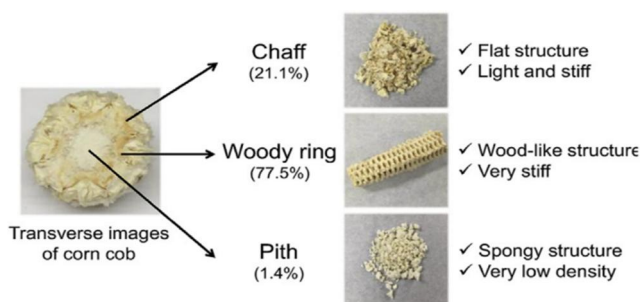 Chaff
(21.1%)
✓ Flat structure
✓ Light and stiff
Woody ring
(77.5%)
✓ Wood-like structure
✓ Very stiff
Transverse images
of corn cob
Pith
(1.4%)
✓ Spongy structure
✓ Very low density